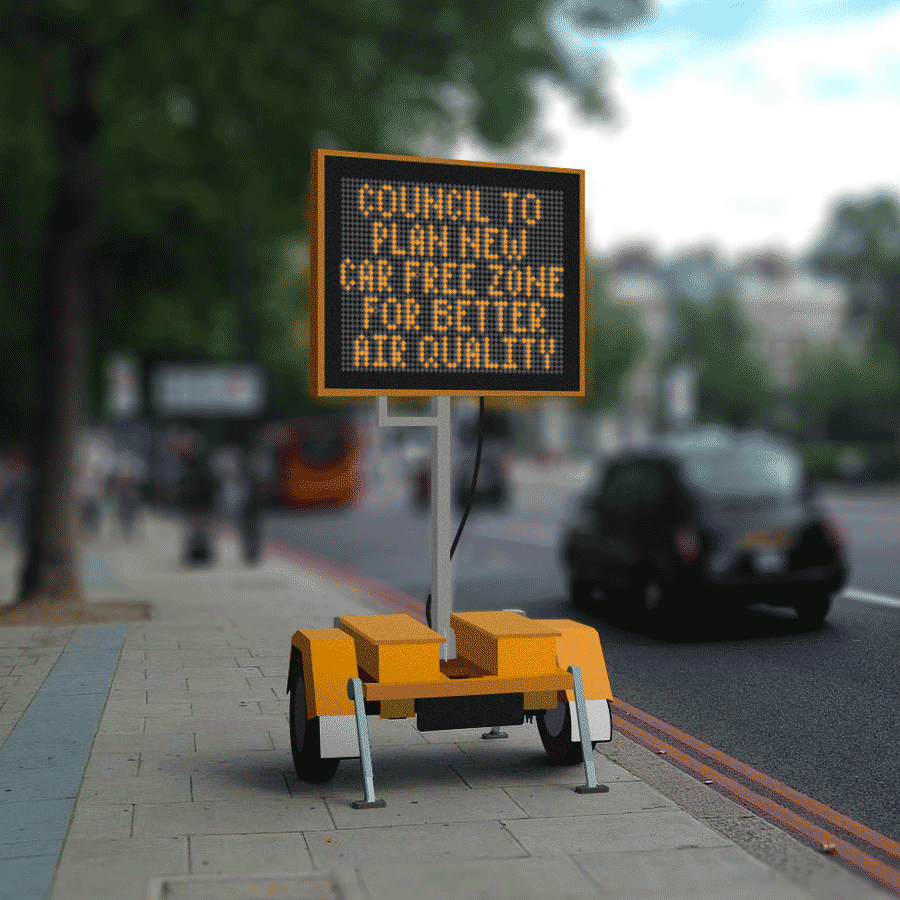 COUNCIL TO
PLAN NEW
CAR FREE ZONE
FOR BETTER
AIR QUALITY